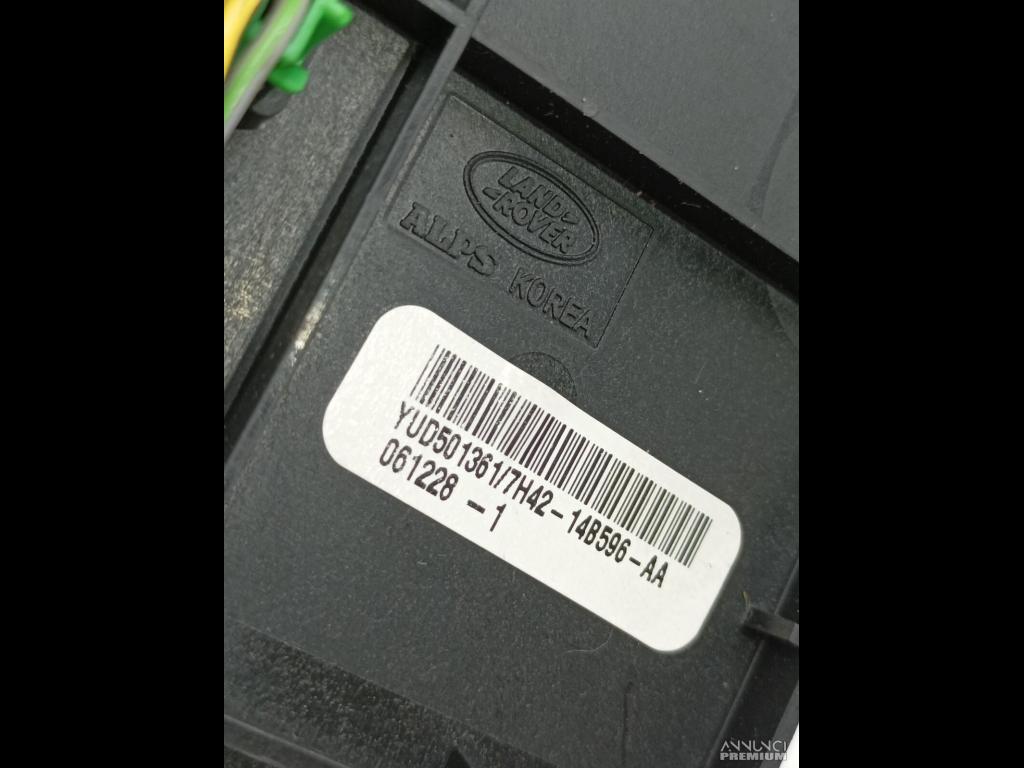 LAND
ROVER
ALPS KOREA
YUD501361/7H42-14B596-AA
061228 -1
ANNUNCI
PREMIUM